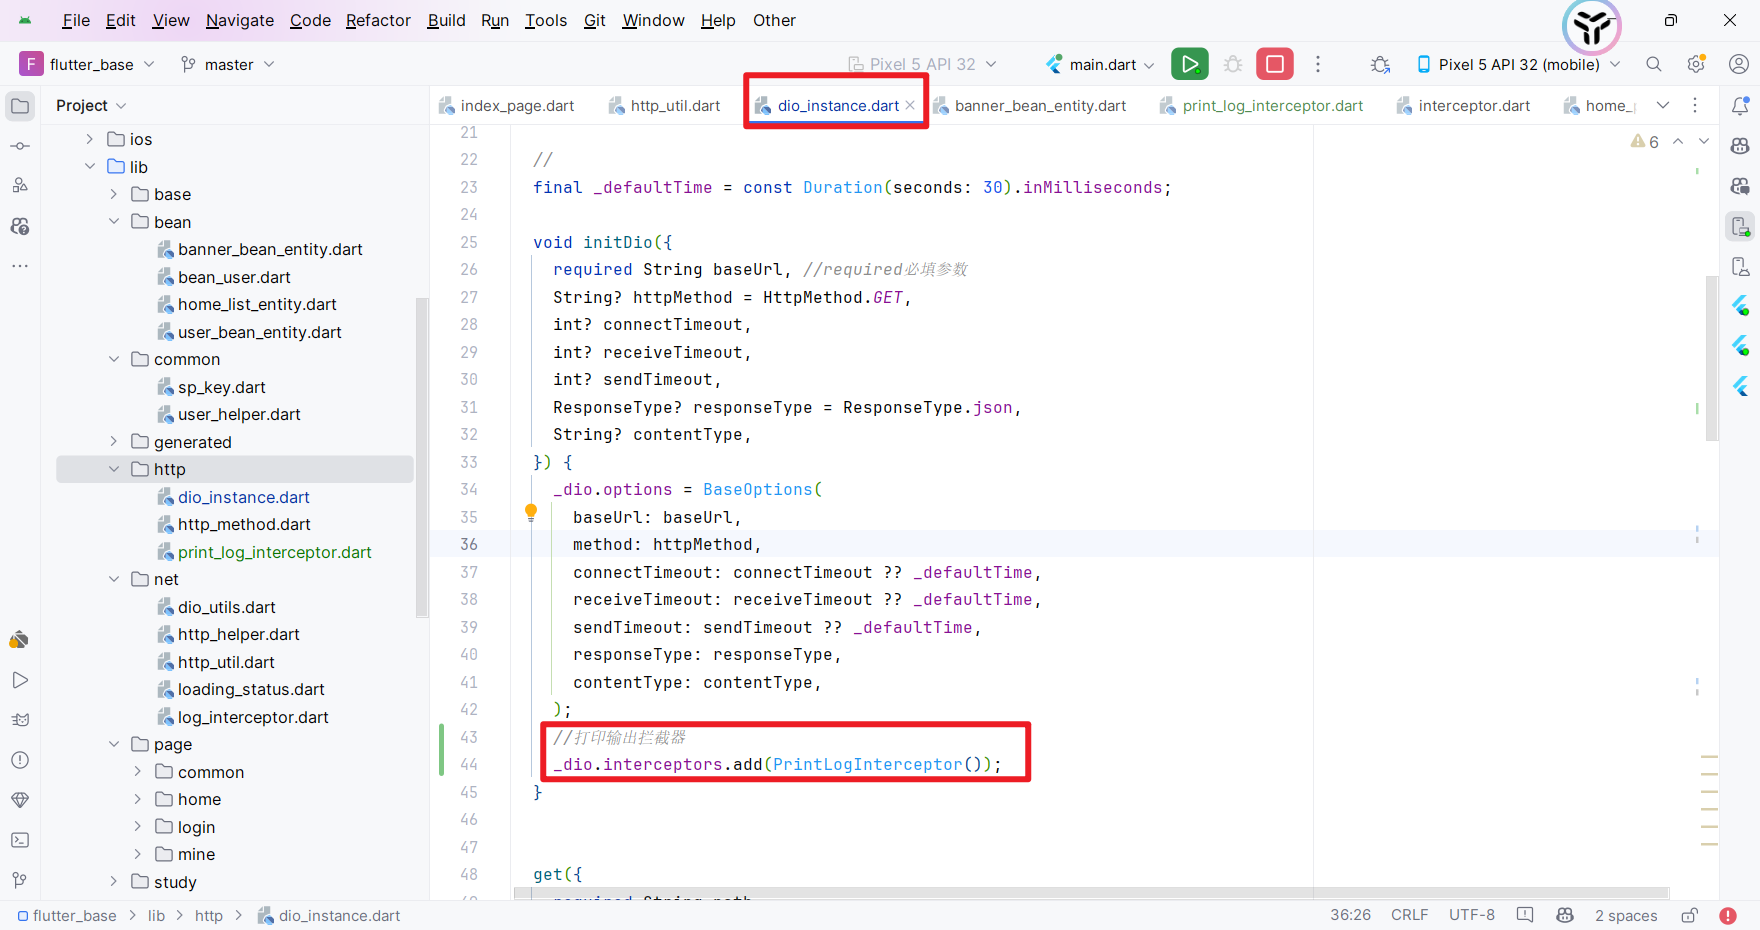 File Edit View Navigate Code Refactor Build Run Tools Git Window Help Other
F flutter_base master Pixel 5 API 32 main.dart Pixel 5 API 32 (mobile)
Project
index_page.dart http_util.dart dio_instance.dart banner_bean_entity.dart print_log_interceptor.dart interceptor.dart home_
ios
lib
base
bean
banner_bean_entity.dart
bean_user.dart
home_list_entity.dart
user_bean_entity.dart
common
sp_key.dart
user_helper.dart
generated
http
dio_instance.dart
http_method.dart
print_log_interceptor.dart
net
dio_utils.dart
http_helper.dart
http_util.dart
loading_status.dart
log_interceptor.dart
page
common
home
login
mine
study
6
21
22 //
23 final _defaultTime = const Duration(seconds: 30).inMilliseconds;
24
25 void initDio({
26 required String baseUrl, //required必填参数
27 String? httpMethod = HttpMethod.GET,
28 int? connectTimeout,
29 int? receiveTimeout,
30 int? sendTimeout,
31 ResponseType? responseType = ResponseType.json,
32 String? contentType,
33 }) {
34 _dio.options = BaseOptions(
35 baseUrl: baseUrl,
36 method: httpMethod,
37 connectTimeout: connectTimeout ?? _defaultTime,
38 receiveTimeout: receiveTimeout ?? _defaultTime,
39 sendTimeout: sendTimeout ?? _defaultTime,
40 responseType: responseType,
41 contentType: contentType,
42 );
43 //打印输出拦截器
44 _dio.interceptors.add(PrintLogInterceptor());
45 }
46
47
48 get({
flutter_base > lib > http > dio_instance.dart
36:26 CRLF UTF-8 2 spaces